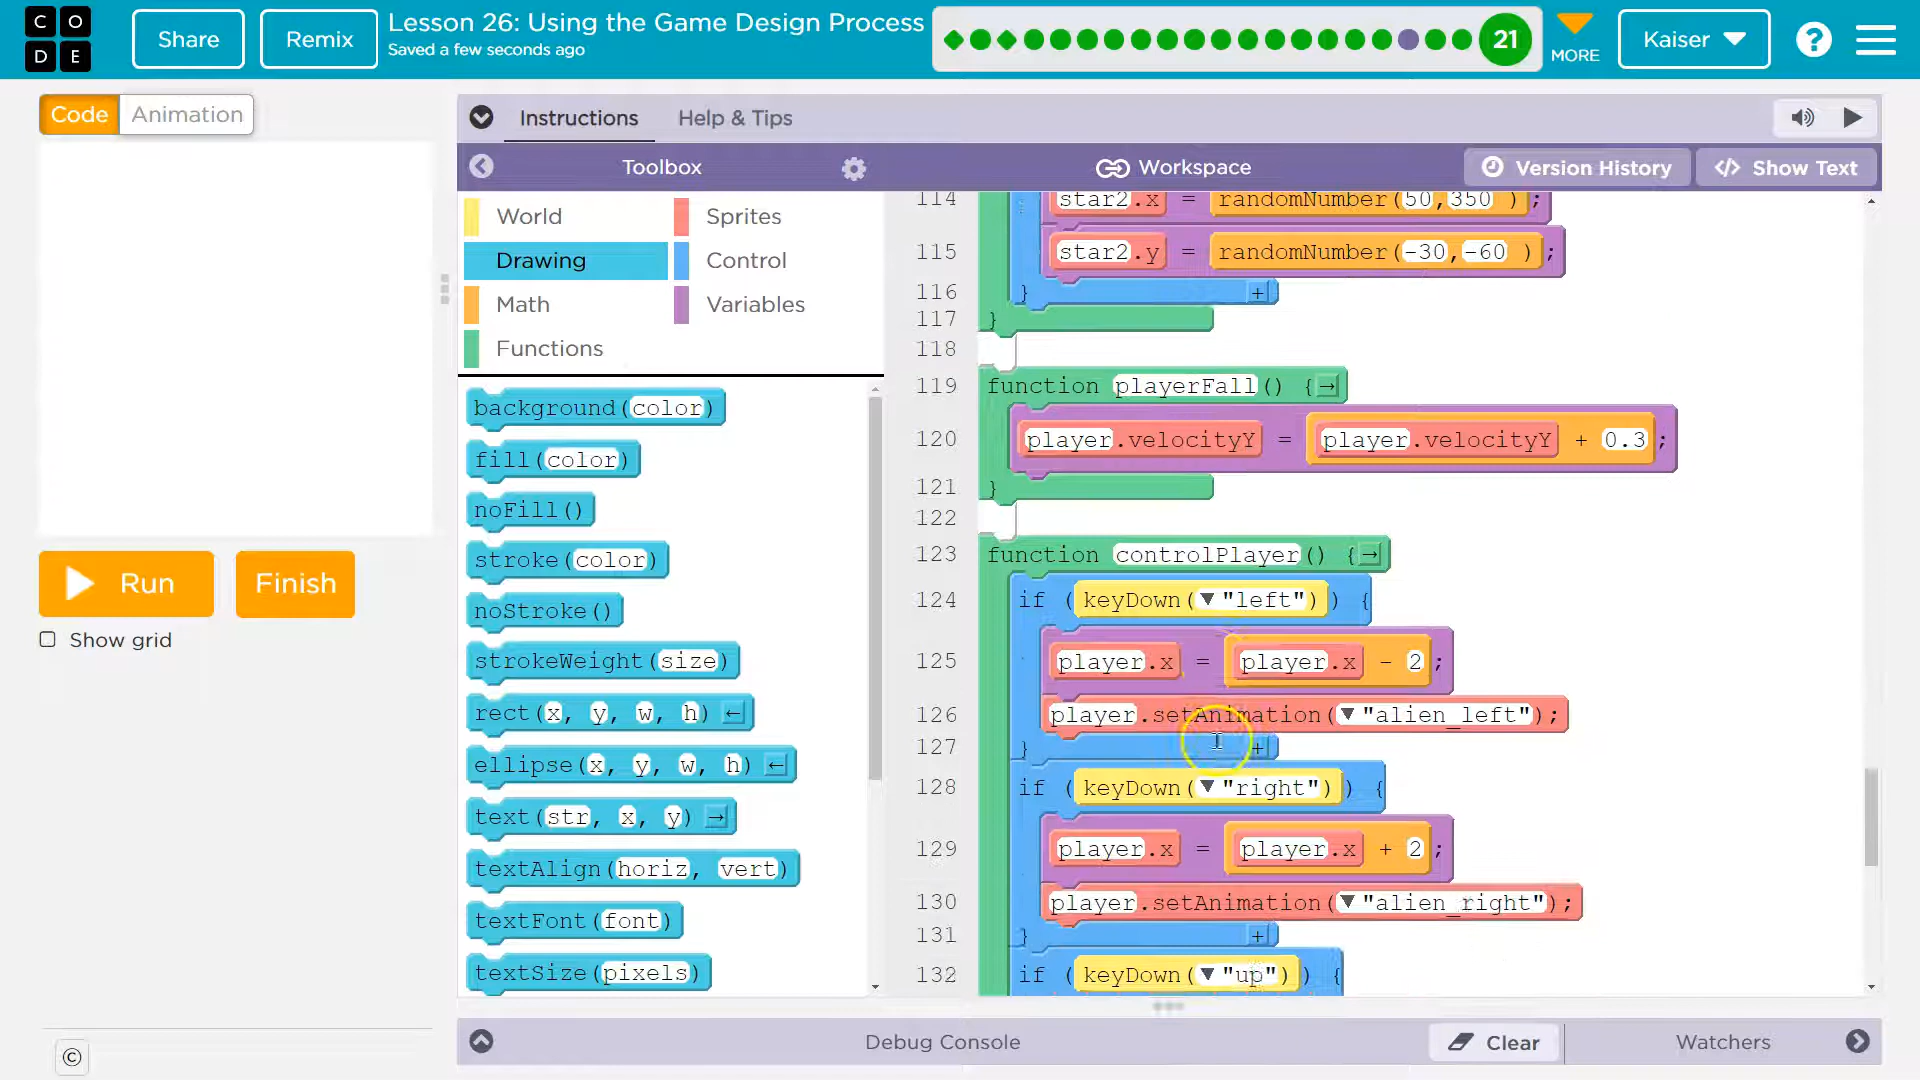 CO
DE
Share
Remix
Lesson 26: Using the Game Design Process
Saved a few seconds ago
21
MORE
Kaiser
?
Code
Animation
Instructions
Help & Tips
Toolbox
Workspace
Version History
</> Show Text
World
Sprites
Drawing
Control
Math
Variables
Functions
background(color)
fill(color)
noFill()
stroke(color)
noStroke()
strokeWeight(size)
rect(x, y, w, h) ←
ellipse(x, y, w, h) ←
text(str, x, y) →
textAlign(horiz, vert)
textFont(font)
textSize(pixels)
114 star2.x = randomNumber(50,350 );
115 star2.y = randomNumber(-30,-60 );
116 } +
117 }
118
119 function playerFall() { →
120 player.velocityY = player.velocityY + 0.3;
121 }
122
123 function controlPlayer() { →
124 if (keyDown(▼"left")) {
125 player.x = player.x - 2;
126 player.setAnimation(▼"alien_left");
127 } +
128 if (keyDown(▼"right")) {
129 player.x = player.x + 2;
130 player.setAnimation(▼"alien_right");
131 } +
132 if (keyDown(▼"up")) {
Run
Finish
Show grid
©
Debug Console
Clear
Watchers